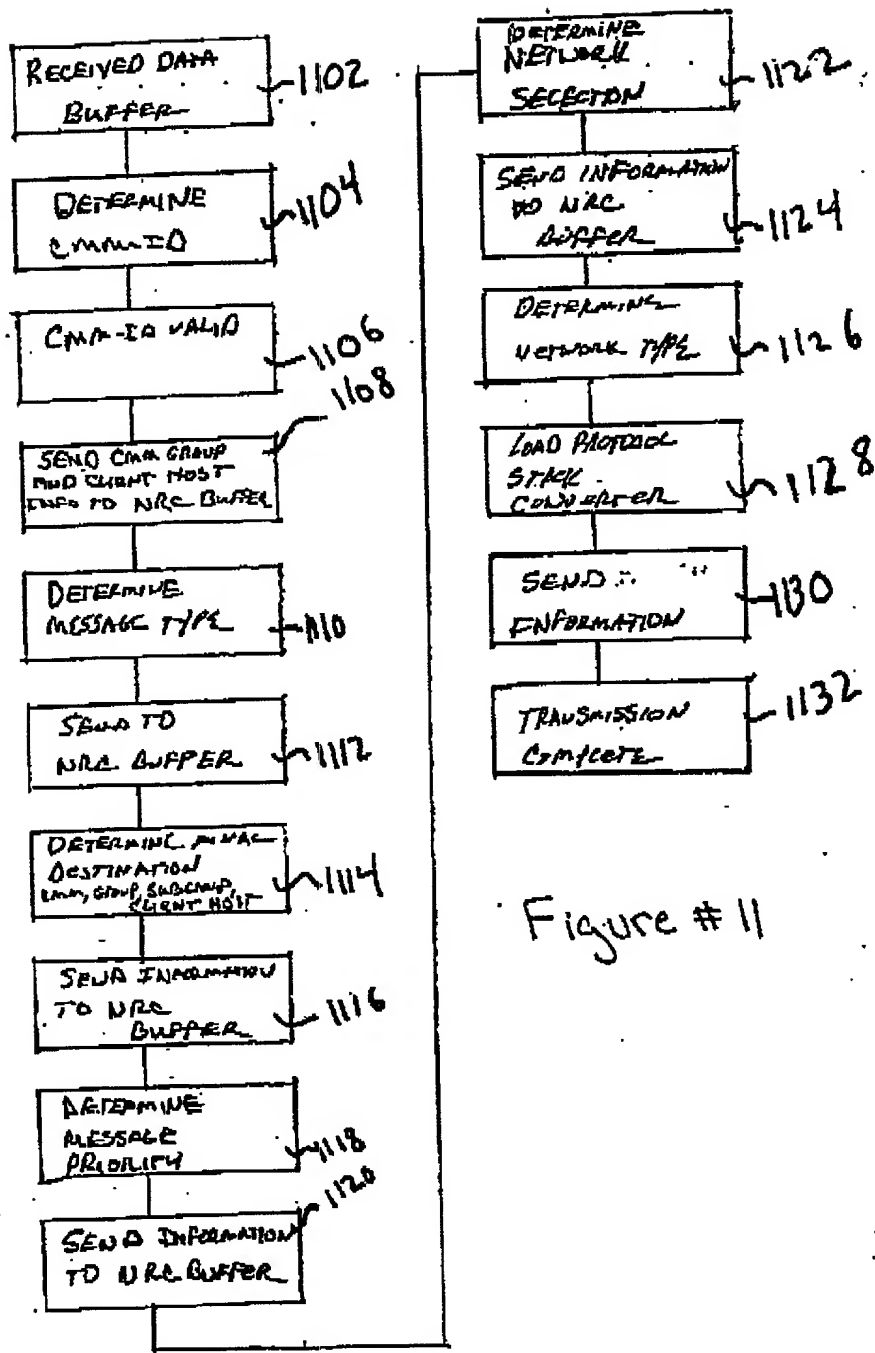 RECEIVED DATA
BUFFER
1102
DETERMINE
CMM-ID
1104
CMM-ID VALID
1106
1108
SEND CMM GROUP
AND CLIENT HOST
INFO TO NRC BUFFER
DETERMINE
MESSAGE TYPE
1110
SEND TO
NRC BUFFER
1112
DETERMINE FINAL
DESTINATION
CMM, GROUP, SUBGROUP,
CLIENT HOST
1114
SEND INFORMATION
TO NRC
BUFFER
1116
DETERMINE
MESSAGE
PRIORITY
1118
1120
SEND INFORMATION
TO NRC BUFFER
DETERMINE
NETWORK
SELECTION
1122
SEND INFORMATION
TO NRC
BUFFER
1124
DETERMINE
NETWORK TYPE
1126
LOAD PROTOCOL
STACK
CONVERTER
1128
SEND
INFORMATION
1130
TRANSMISSION
COMPLETE
1132
Figure # 11